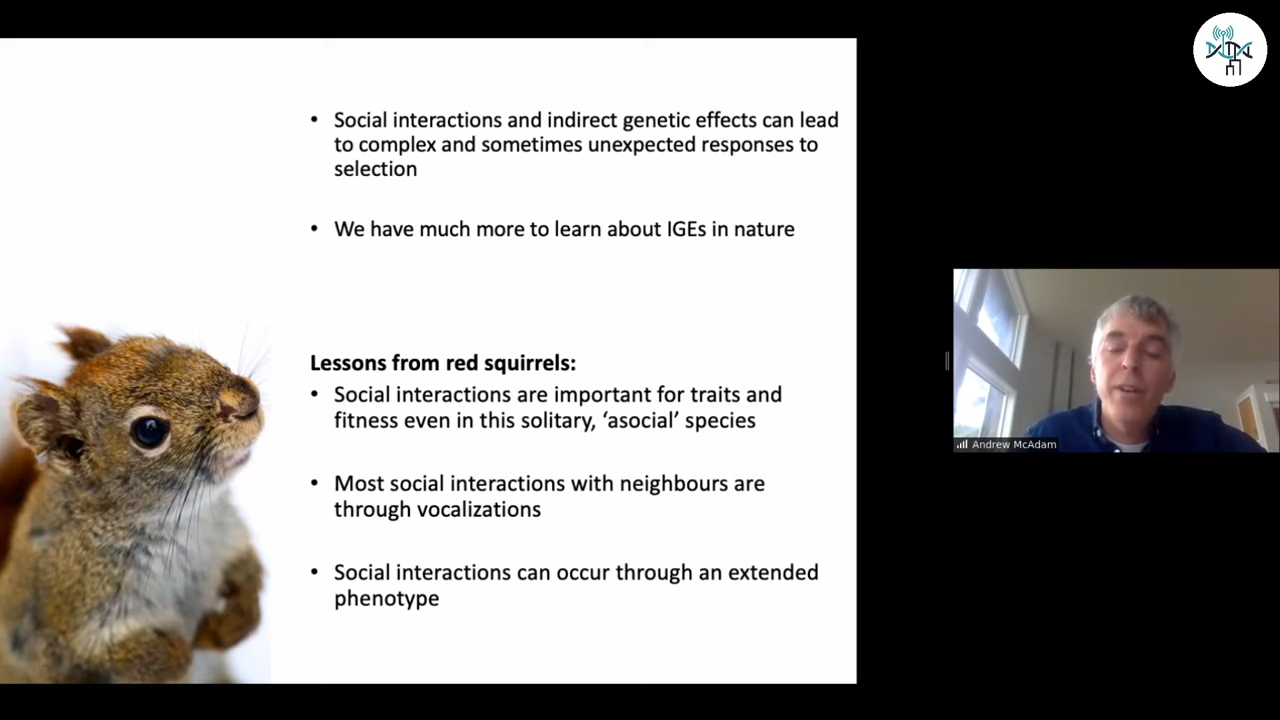 • Social interactions and indirect genetic effects can lead
to complex and sometimes unexpected responses to
selection
• We have much more to learn about IGEs in nature
Lessons from red squirrels:
• Social interactions are important for traits and
fitness even in this solitary, ‘asocial’ species
• Most social interactions with neighbours are
through vocalizations
• Social interactions can occur through an extended
phenotype
Andrew McAdam